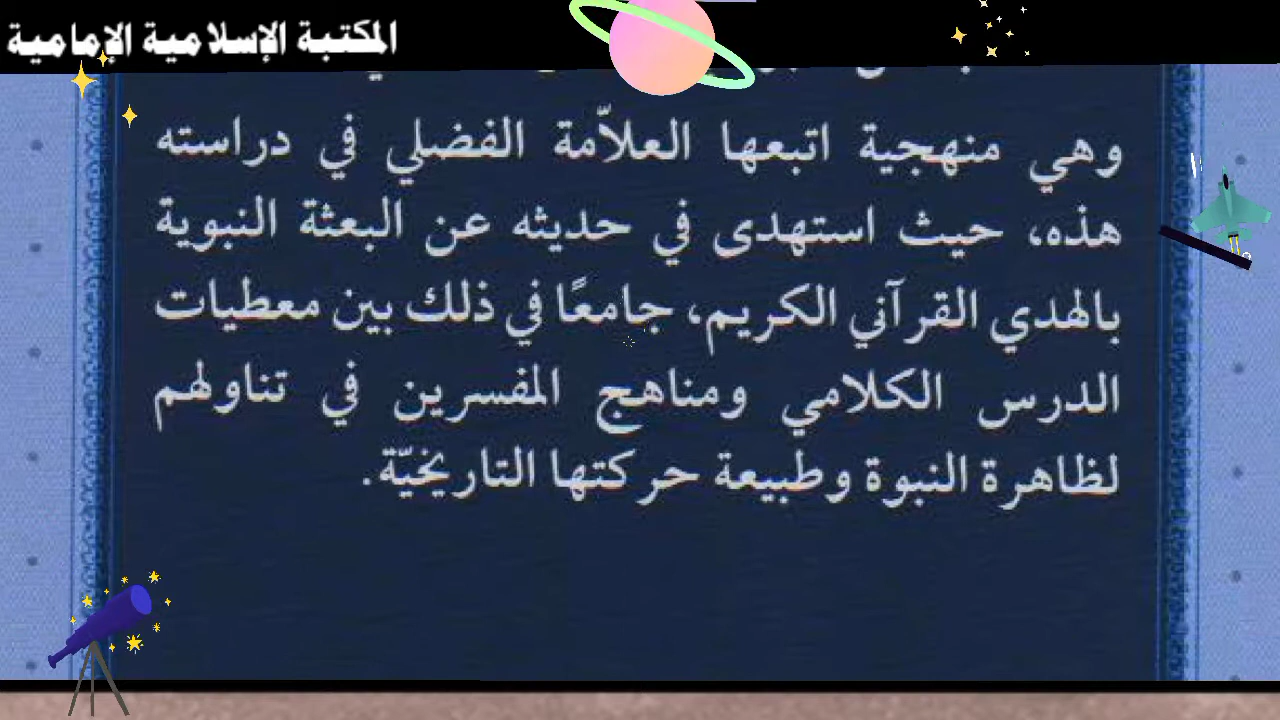 المكتبة الإسلامية الإمامية
وهي منهجية اتبعها العلاّمة الفضلي في دراسته
هذه، حيث استهدى في حديثه عن البعثة النبوية
بالهدي القرآني الكريم، جامعًا في ذلك بين معطيات
الدرس الكلامي ومناهج المفسرين في تناولهم
لظاهرة النبوة وطبيعة حركتها التاريخيّة.